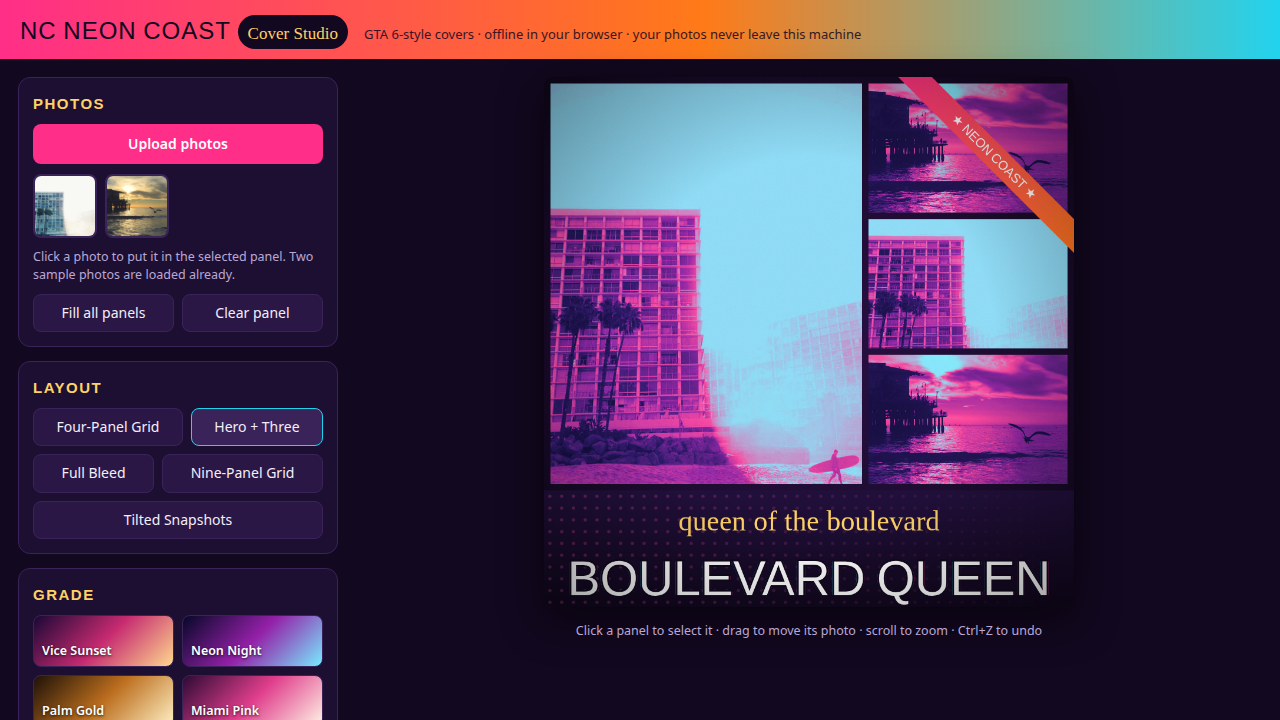 NC NEON COAST Cover Studio GTA 6-style covers · offline in your browser · your photos never leave this machine
PHOTOS
Upload photos
Click a photo to put it in the selected panel. Two
sample photos are loaded already.
Fill all panels Clear panel
LAYOUT
Four-Panel Grid Hero + Three
Full Bleed Nine-Panel Grid
Tilted Snapshots
GRADE
Vice Sunset Neon Night
Palm Gold Miami Pink
★ NEON COAST ★
queen of the boulevard
BOULEVARD QUEEN
Click a panel to select it · drag to move its photo · scroll to zoom · Ctrl+Z to undo